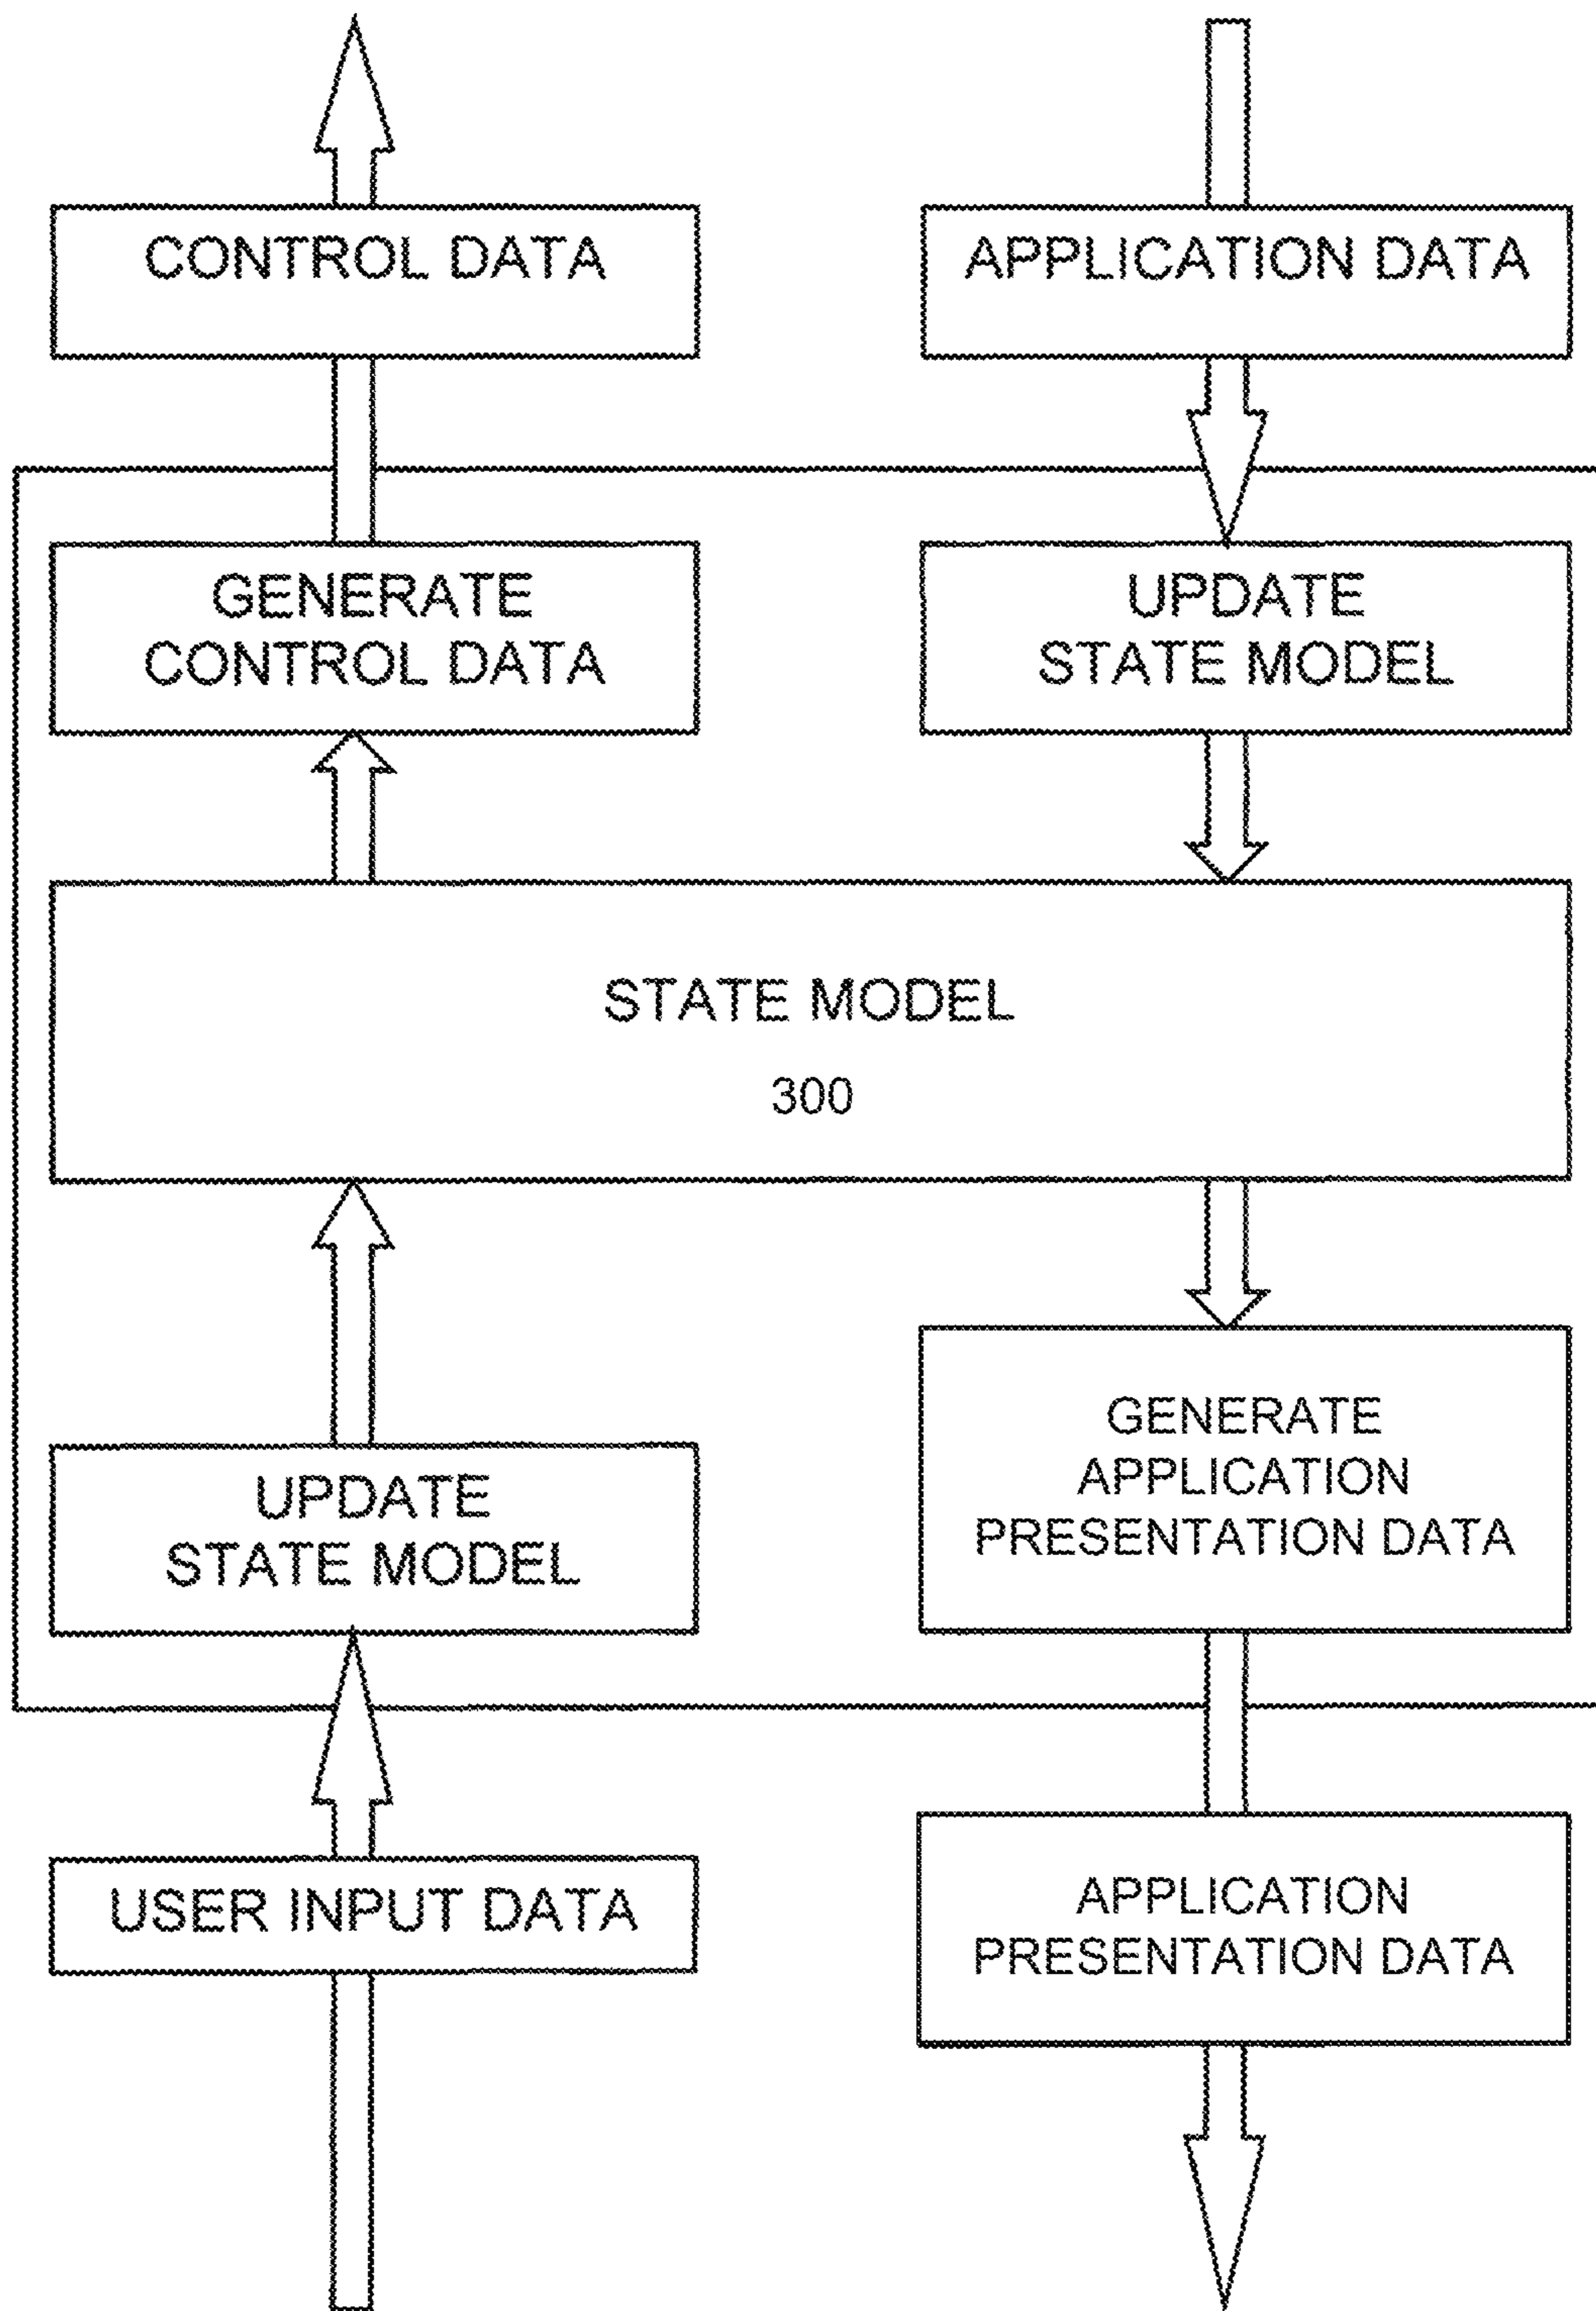 CONTROL DATA
APPLICATION DATA
GENERATE
CONTROL DATA
UPDATE
STATE MODEL
STATE MODEL
300
UPDATE
STATE MODEL
GENERATE
APPLICATION
PRESENTATION DATA
USER INPUT DATA
APPLICATION
PRESENTATION DATA